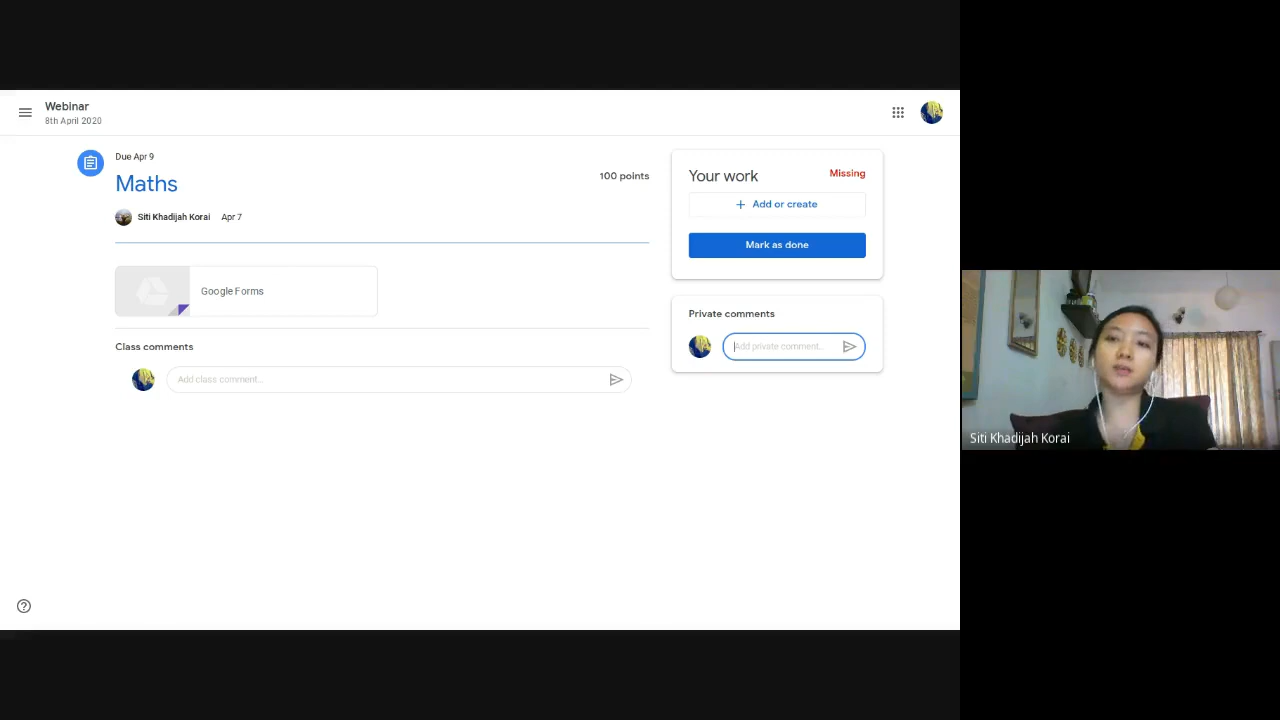 Webinar
8th April 2020
Due Apr 9
Maths
100 points
Siti Khadijah Korai Apr 7
Google Forms
Class comments
Add class comment...
Your work Missing
+ Add or create
Mark as done
Private comments
Add private comment...
Siti Khadijah Korai